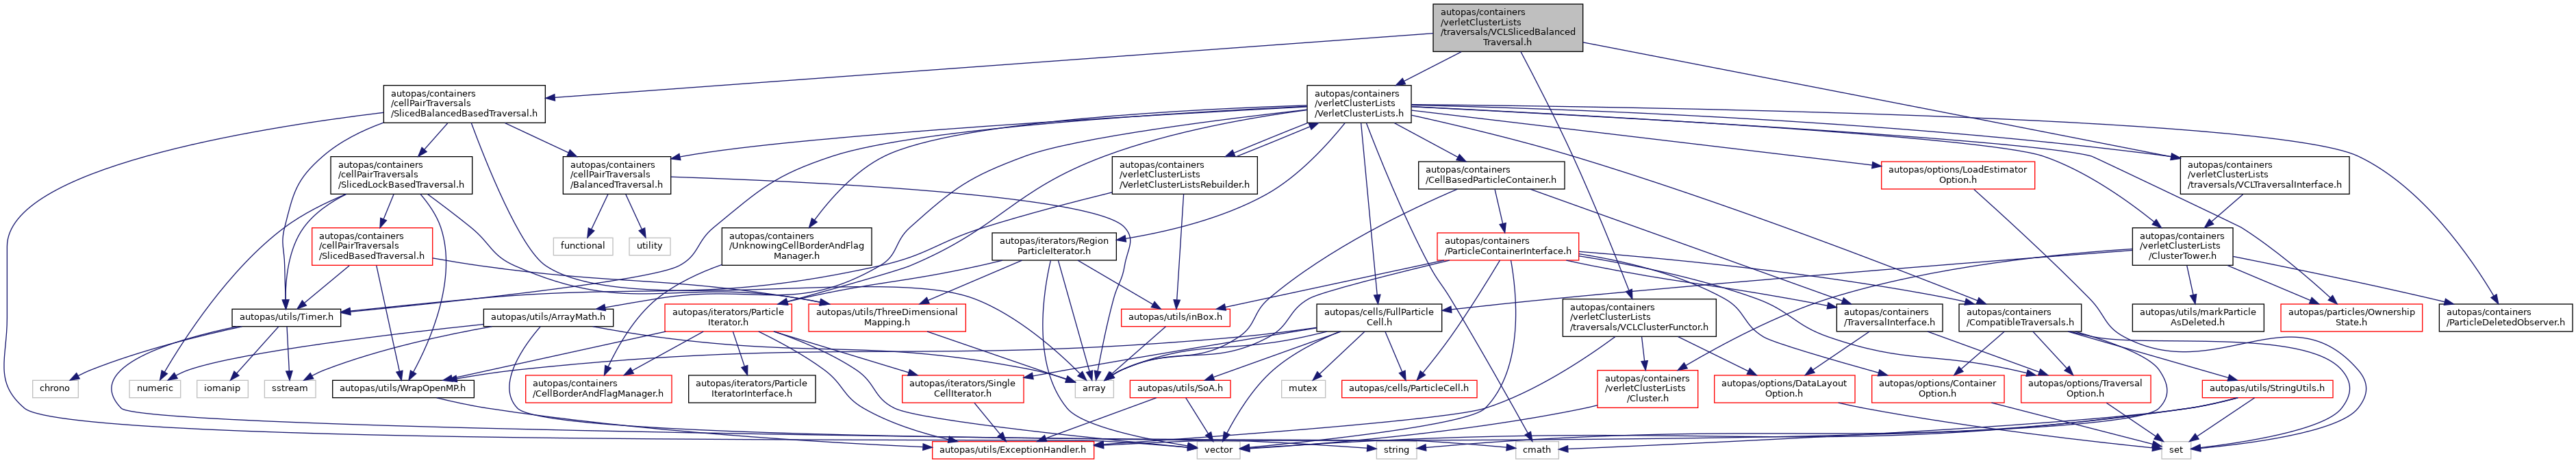 autopas/containers
/verletClusterLists
/traversals/VCLSlicedBalanced
Traversal.h
autopas/containers
/cellPairTraversals
/SlicedBalancedBasedTraversal.h
autopas/containers
/verletClusterLists
/VerletClusterLists.h
autopas/containers
/cellPairTraversals
/SlicedLockBasedTraversal.h
autopas/containers
/cellPairTraversals
/BalancedTraversal.h
autopas/containers
/verletClusterLists
/VerletClusterListsRebuilder.h
autopas/containers
/CellBasedParticleContainer.h
autopas/options/LoadEstimator
Option.h
autopas/containers
/verletClusterLists
/traversals/VCLTraversalInterface.h
autopas/containers
/cellPairTraversals
/SlicedBasedTraversal.h
functional
utility
autopas/containers
/UnknowingCellBorderAndFlag
Manager.h
autopas/iterators/Region
ParticleIterator.h
autopas/containers
/ParticleContainerInterface.h
autopas/containers
/verletClusterLists
/ClusterTower.h
autopas/utils/Timer.h
autopas/utils/ArrayMath.h
autopas/iterators/Particle
Iterator.h
autopas/utils/ThreeDimensional
Mapping.h
autopas/utils/inBox.h
autopas/cells/FullParticle
Cell.h
autopas/containers
/verletClusterLists
/traversals/VCLClusterFunctor.h
autopas/containers
/TraversalInterface.h
autopas/containers
/CompatibleTraversals.h
autopas/utils/markParticle
AsDeleted.h
autopas/particles/Ownership
State.h
autopas/containers
/ParticleDeletedObserver.h
chrono
numeric
iomanip
sstream
autopas/utils/WrapOpenMP.h
autopas/containers
/CellBorderAndFlagManager.h
autopas/iterators/Particle
IteratorInterface.h
autopas/iterators/Single
CellIterator.h
array
autopas/utils/SoA.h
mutex
autopas/cells/ParticleCell.h
autopas/containers
/verletClusterLists
/Cluster.h
autopas/options/DataLayout
Option.h
autopas/options/Container
Option.h
autopas/options/Traversal
Option.h
autopas/utils/StringUtils.h
autopas/utils/ExceptionHandler.h
vector
string
cmath
set